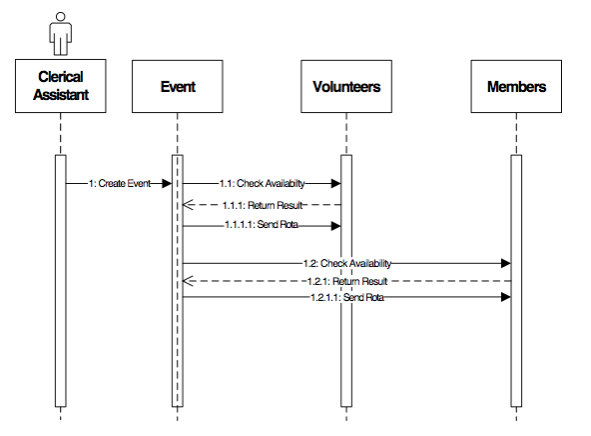 Clerical
Assistant
Event
Volunteers
Members
1: Create Event
1.1: Check Availabilty
1.1.1: Return Result
1.1.1.1: Send Rota
1.2: Check Availability
1.2.1: Return Result
1.2.1.1: Send Rota